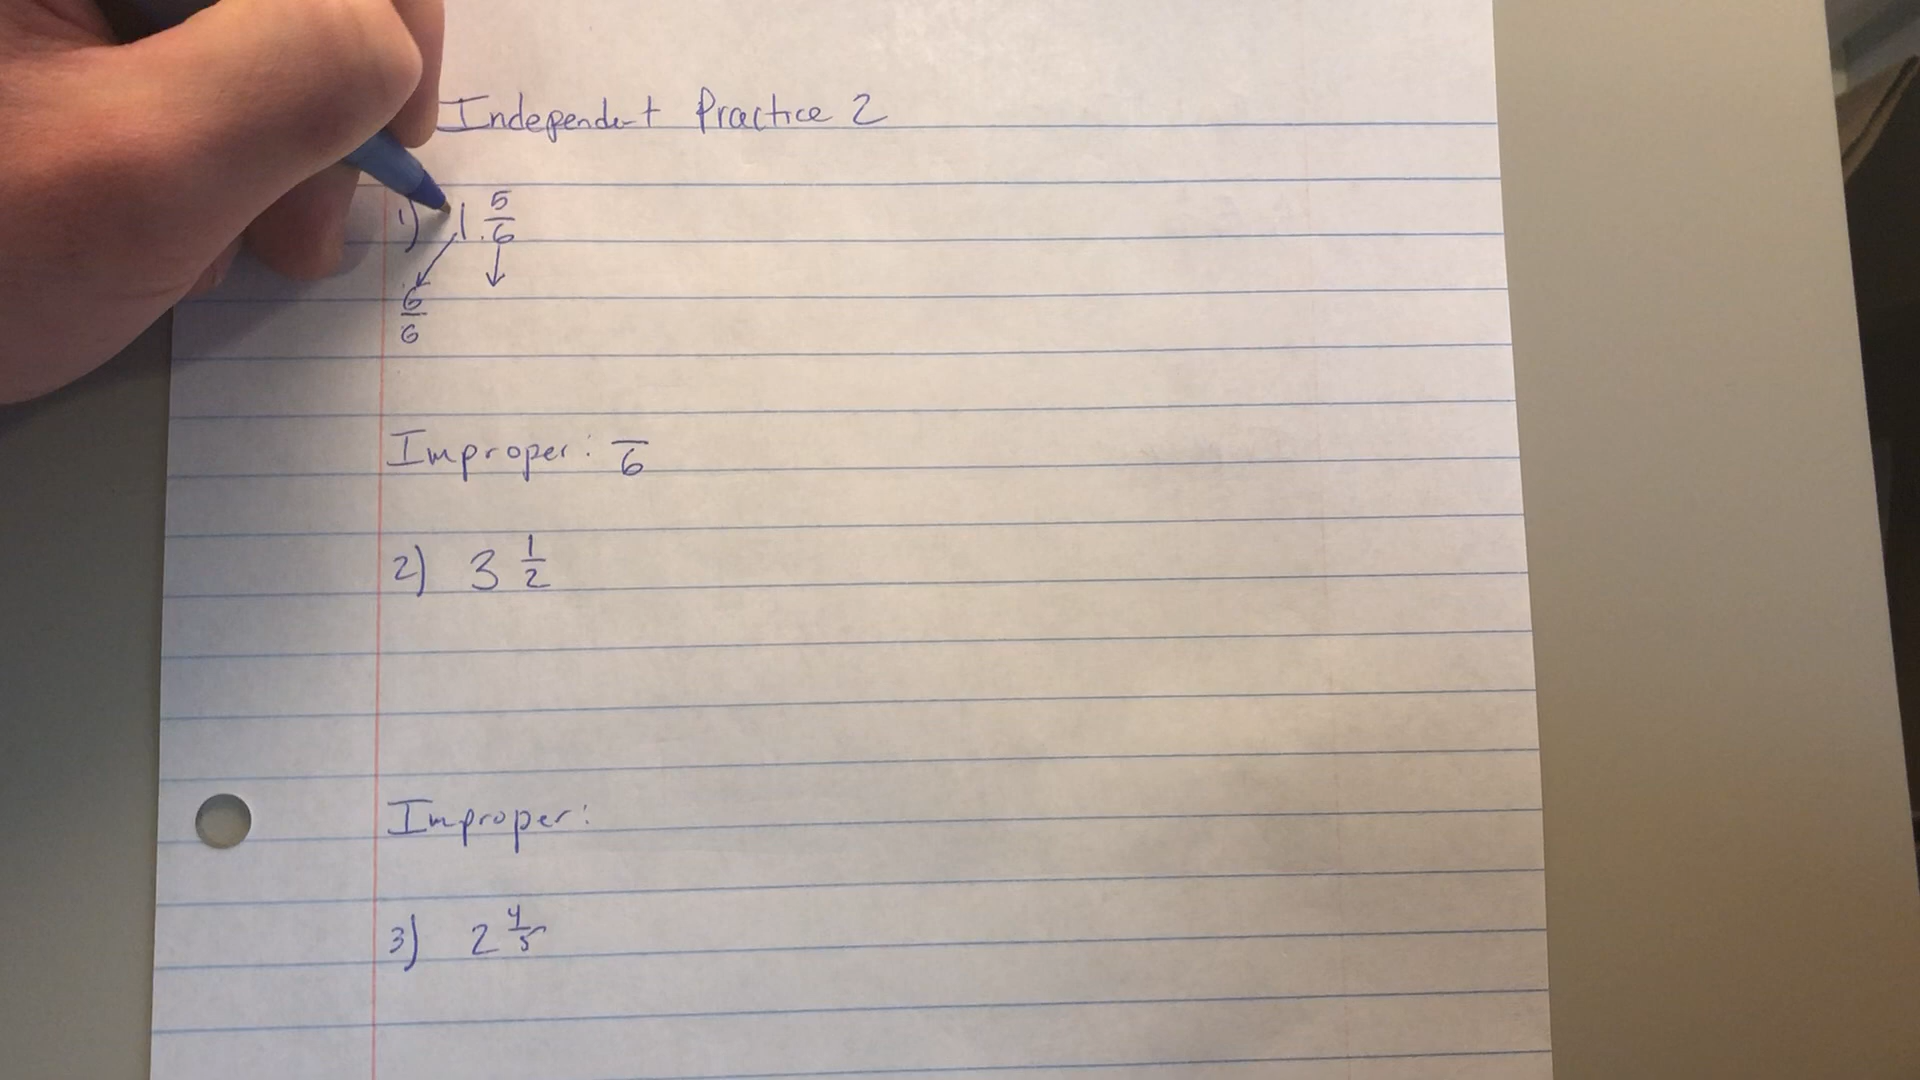 Independent Practice 2
1) 1 5/6
6/6
Improper: /6
2) 3 1/2
Improper:
3) 2 4/5